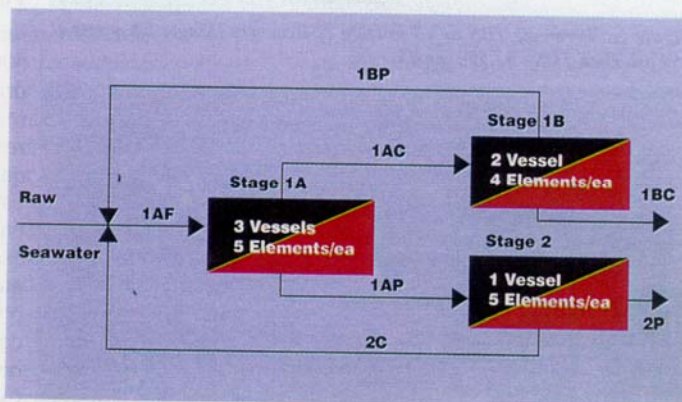 1BP
Stage 1B
1AC
2 Vessel
4 Elements/ea
Stage 1A
1BC
Raw
1AF
3 Vessels
5 Elements/ea
Seawater
Stage 2
1AP
1 Vessel
5 Elements/ea
2P
2C